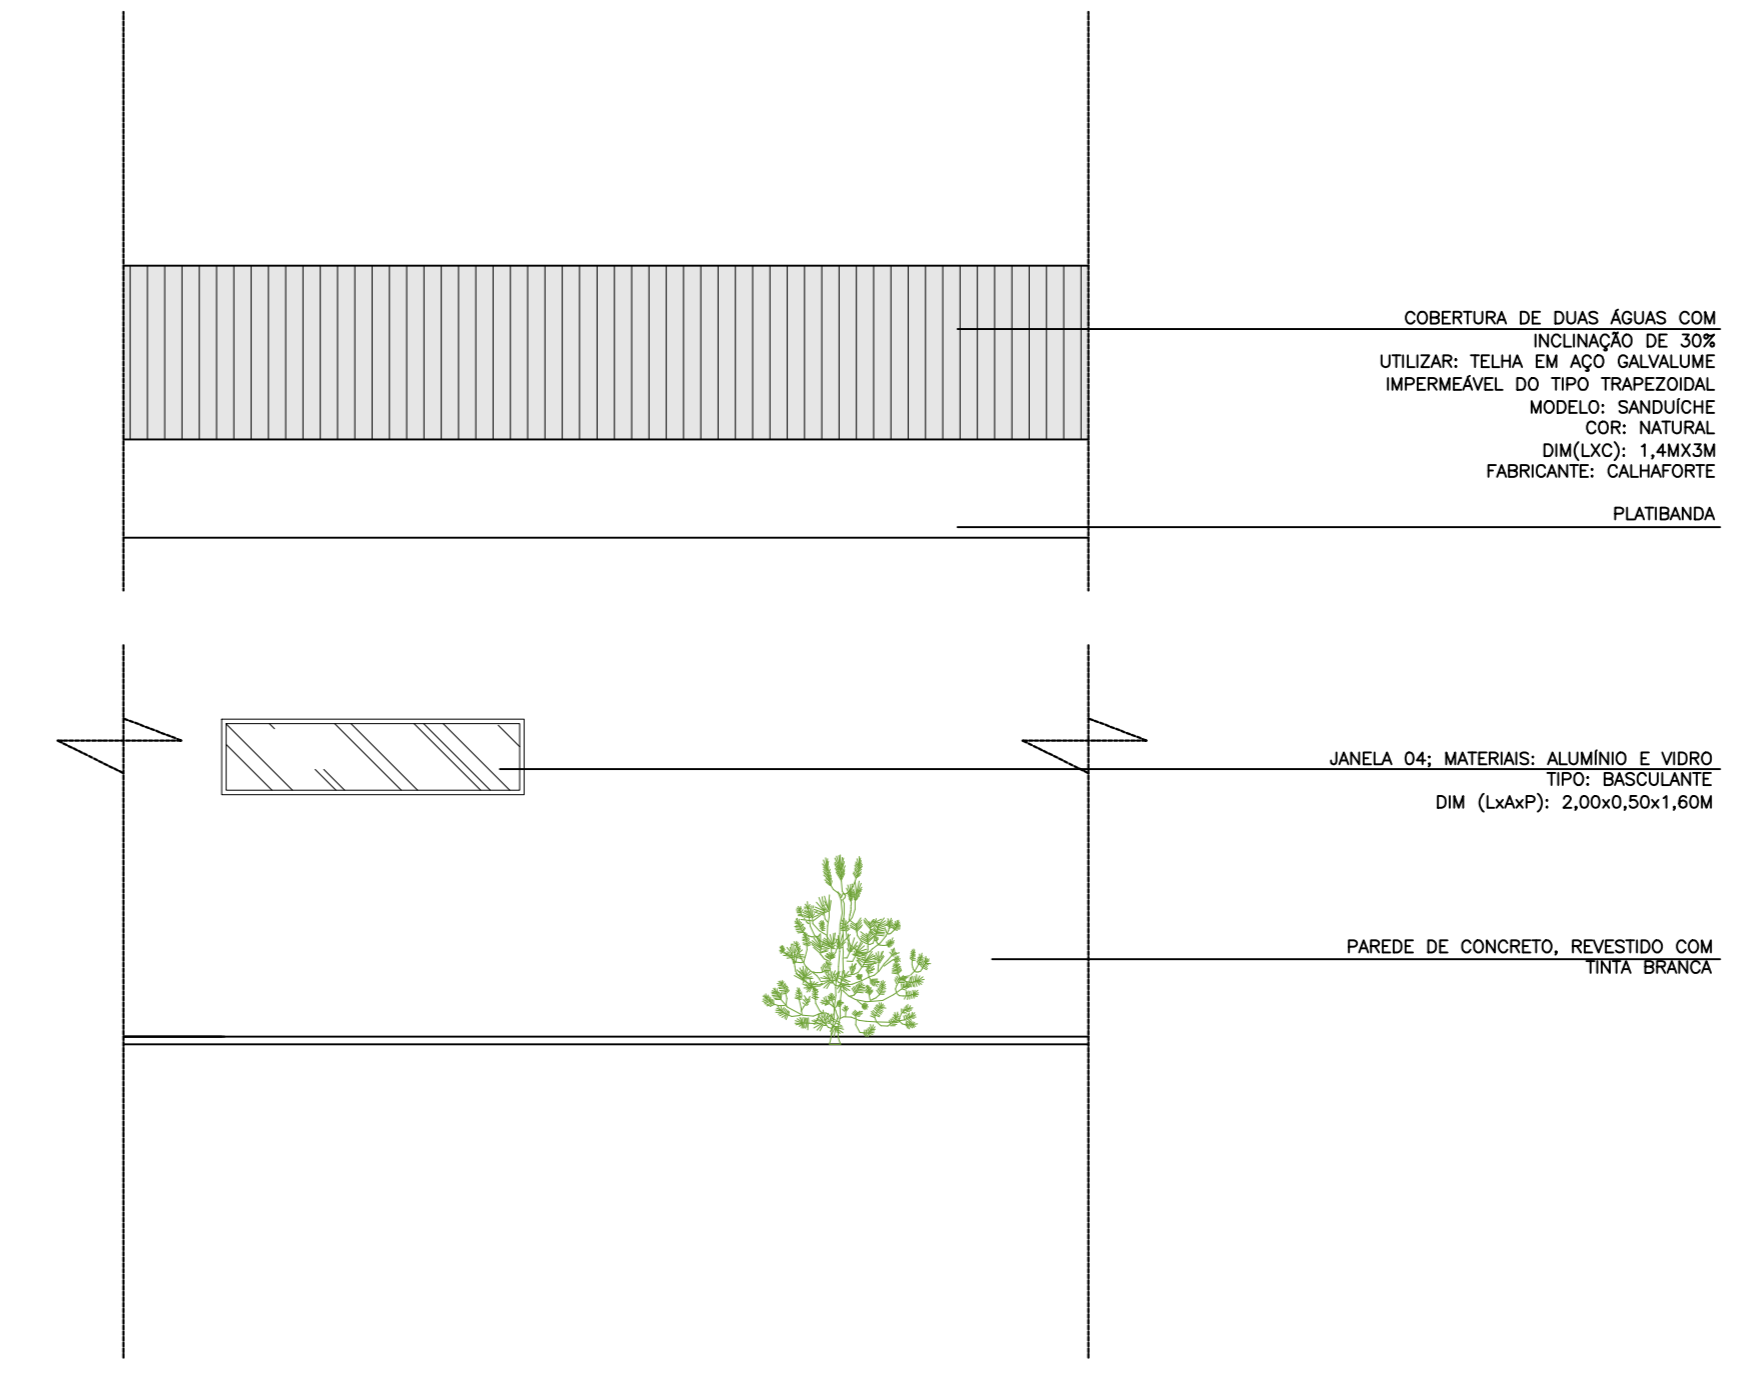 COBERTURA DE DUAS ÁGUAS COM
INCLINAÇÃO DE 30%
UTILIZAR: TELHA EM AÇO GALVALUME
IMPERMEÁVEL DO TIPO TRAPEZOIDAL
MODELO: SANDUÍCHE
COR: NATURAL
DIM(LXC): 1,4MX3M
FABRICANTE: CALHAFORTE
PLATIBANDA
JANELA 04; MATERIAIS: ALUMÍNIO E VIDRO
TIPO: BASCULANTE
DIM (LxAxP): 2,00x0,50x1,60M
PAREDE DE CONCRETO, REVESTIDO COM
TINTA BRANCA